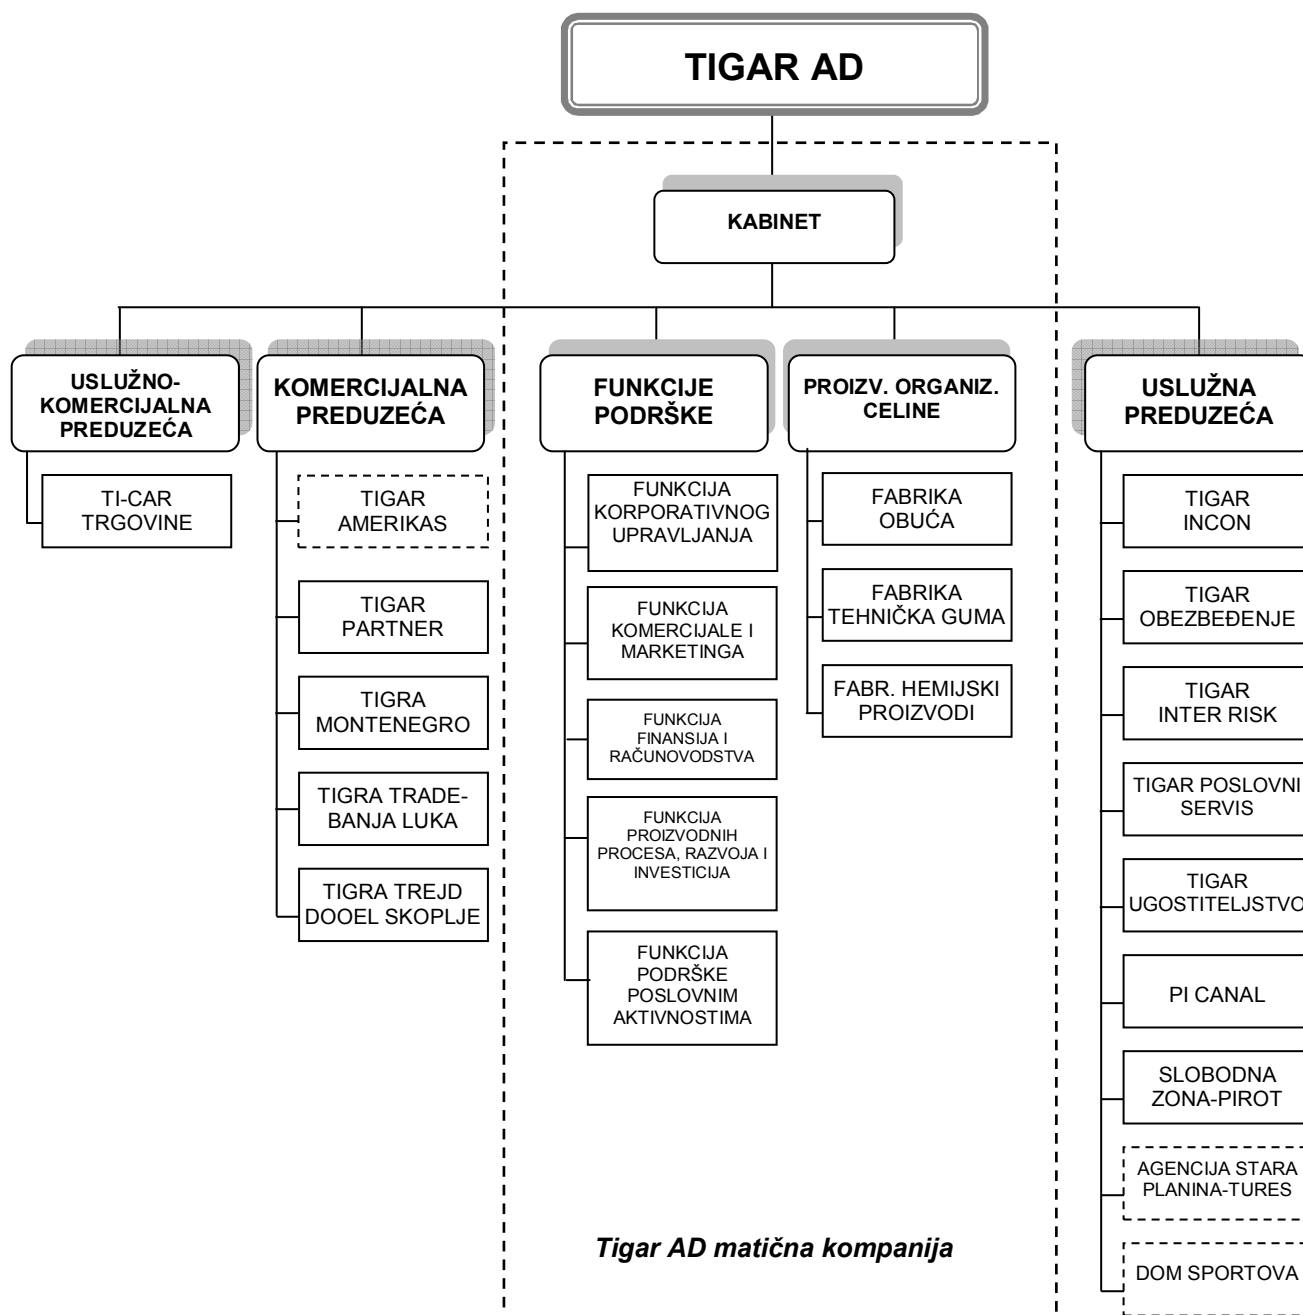 TIGAR AD
KABINET
USLUŽNO-
KOMERCIJALNA
PREDUZEĆA
TI-CAR
TRGOVINE
KOMERCIJALNA
PREDUZEĆA
TIGAR
AMERIKAS
TIGAR
PARTNER
TIGRA
MONTENEGRO
TIGRA TRADE-
BANJA LUKA
TIGRA TREJD
DOOEL SKOPLJE
FUNKCIJE
PODRŠKE
FUNKCIJA
KORPORATIVNOG
UPRAVLJANJA
FUNKCIJA
KOMERCIJALE I
MARKETINGA
FUNKCIJA
FINANSIJA I
RAČUNOVODSTVA
FUNKCIJA
PROIZVODNIH
PROCESA, RAZVOJA I
INVESTICIJA
FUNKCIJA
PODRŠKE
POSLOVNIM
AKTIVNOSTIMA
PROIZV. ORGANIZ.
CELINE
FABRIKA
OBUĆA
FABRIKA
TEHNIČKA GUMA
FABR. HEMIJSKI
PROIZVODI
USLUŽNA
PREDUZEĆA
TIGAR
INCON
TIGAR
OBEZBEĐENJE
TIGAR
INTER RISK
TIGAR POSLOVNI
SERVIS
TIGAR
UGOSTITELJSTVO
PI CANAL
SLOBODNA
ZONA-PIROT
AGENCIJA STARA
PLANINA-TURES
DOM SPORTOVA
Tigar AD matična kompanija